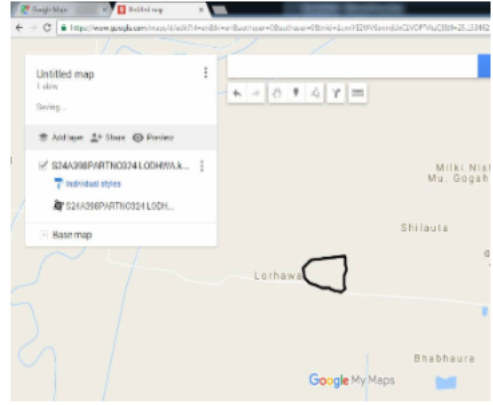 Google Maps
Untitled map
Untitled map
1 view
Saving...
Add layer Share Preview
S24A398PARTNO324 LODHWA.k...
Individual styles
S24A398PARTNO324 LODH...
Base map
Milki
Mu. Gogah
Shilauta
Lorhawa
Bhabhaura
Google My Maps